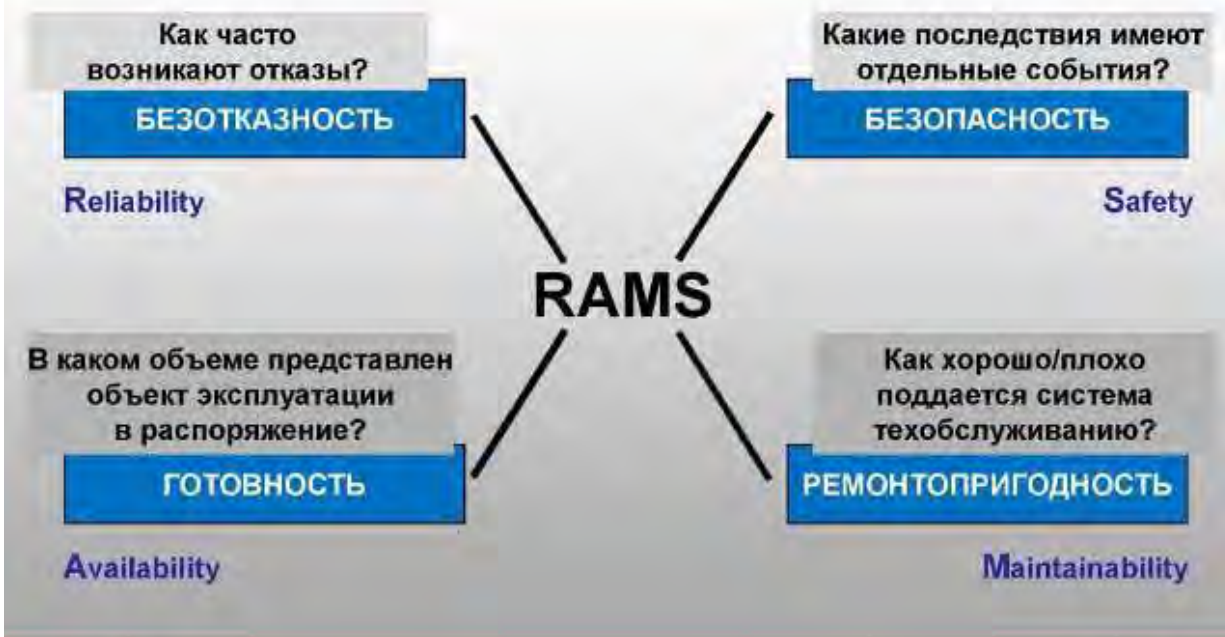 Как часто
возникают отказы?
БЕЗОТКАЗНОСТЬ
Reliability
Какие последствия имеют
отдельные события?
БЕЗОПАСНОСТЬ
Safety
RAMS
В каком объеме представлен
объект эксплуатации
в распоряжение?
ГОТОВНОСТЬ
Availability
Как хорошо/плохо
поддается система
техобслуживанию?
РЕМОНТОПРИГОДНОСТЬ
Maintainability